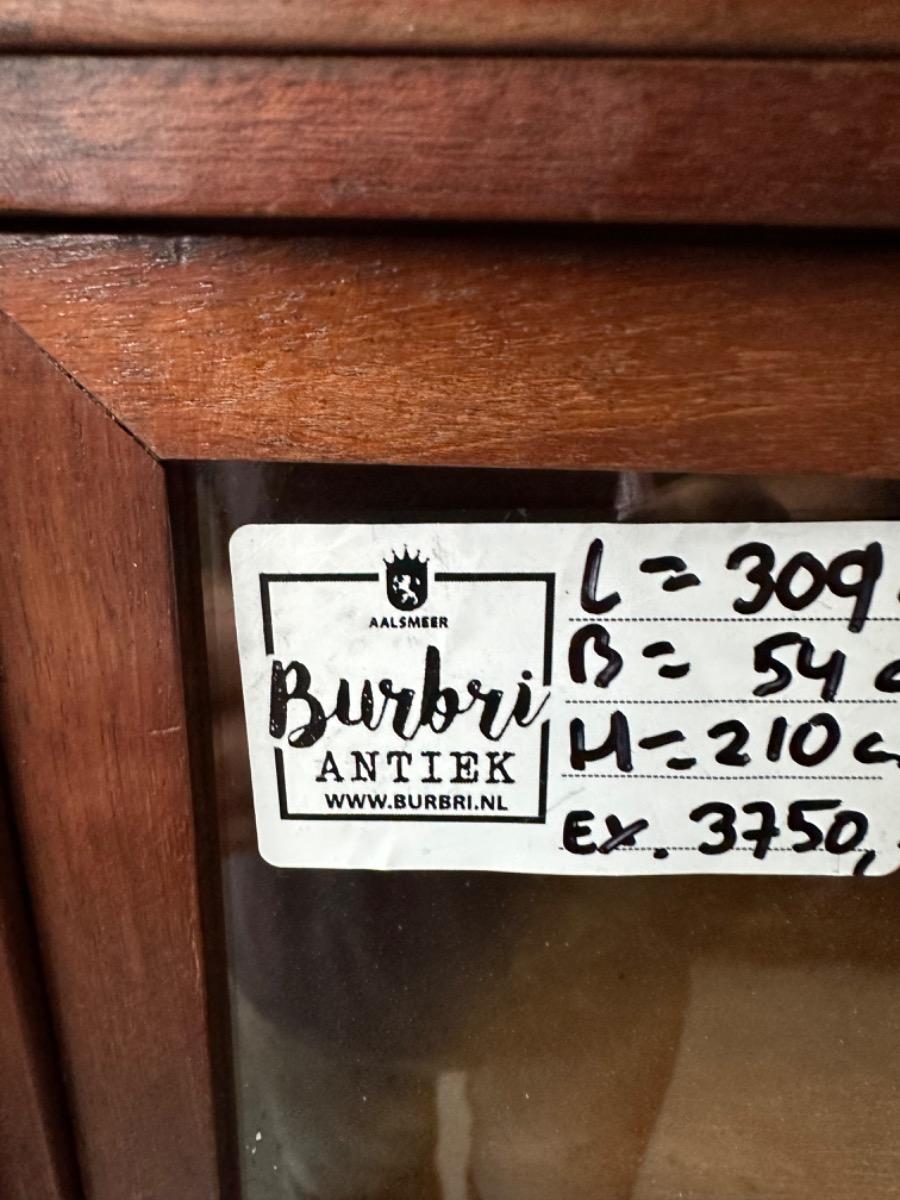 AALSMEER
Burbri
ANTIEK
WWW.BURBRI.NL
L = 309
B = 54 c
H = 210 c
Ex. 3750,